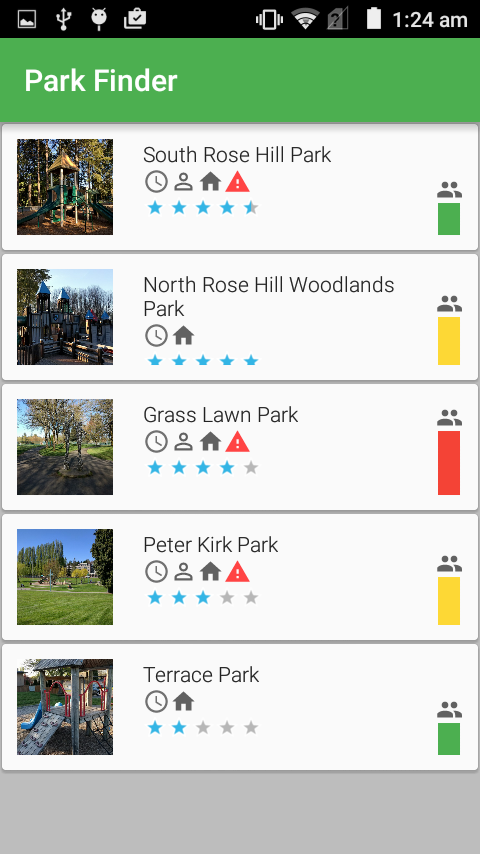 1:24 am
Park Finder
South Rose Hill Park
North Rose Hill Woodlands
Park
Grass Lawn Park
Peter Kirk Park
Terrace Park